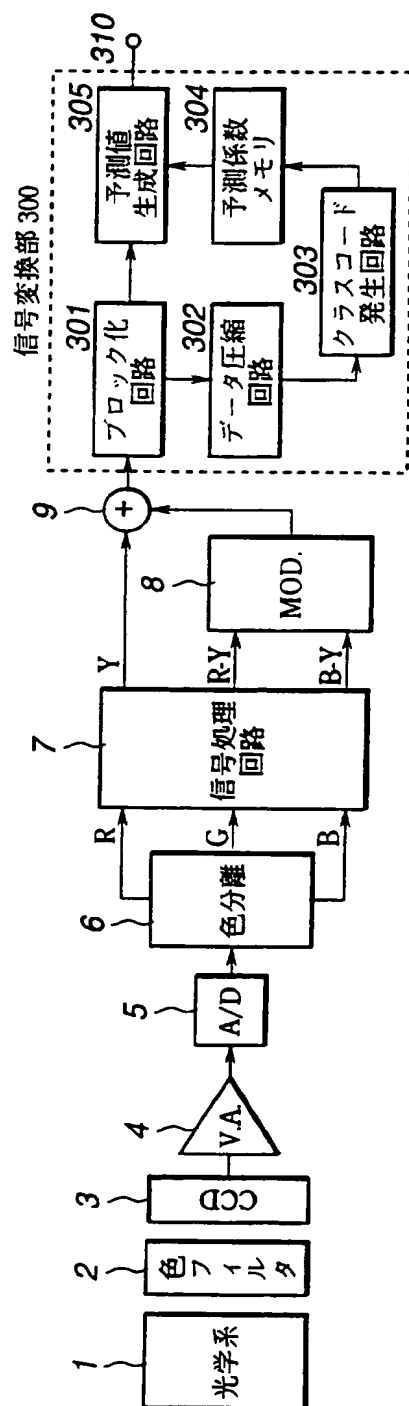 1
光学系
2
色フィルタ
3
CCD
4
V.A.
5
A/D
6
色分離
R
G
B
7
信号処理
回路
Y
R-Y
B-Y
8
MOD.
9
+
信号変換部 300
301
ブロック化
回路
302
データ圧縮
回路
303
クラスコード
発生回路
304
予測係数
メモリ
305
予測値
生成回路
310